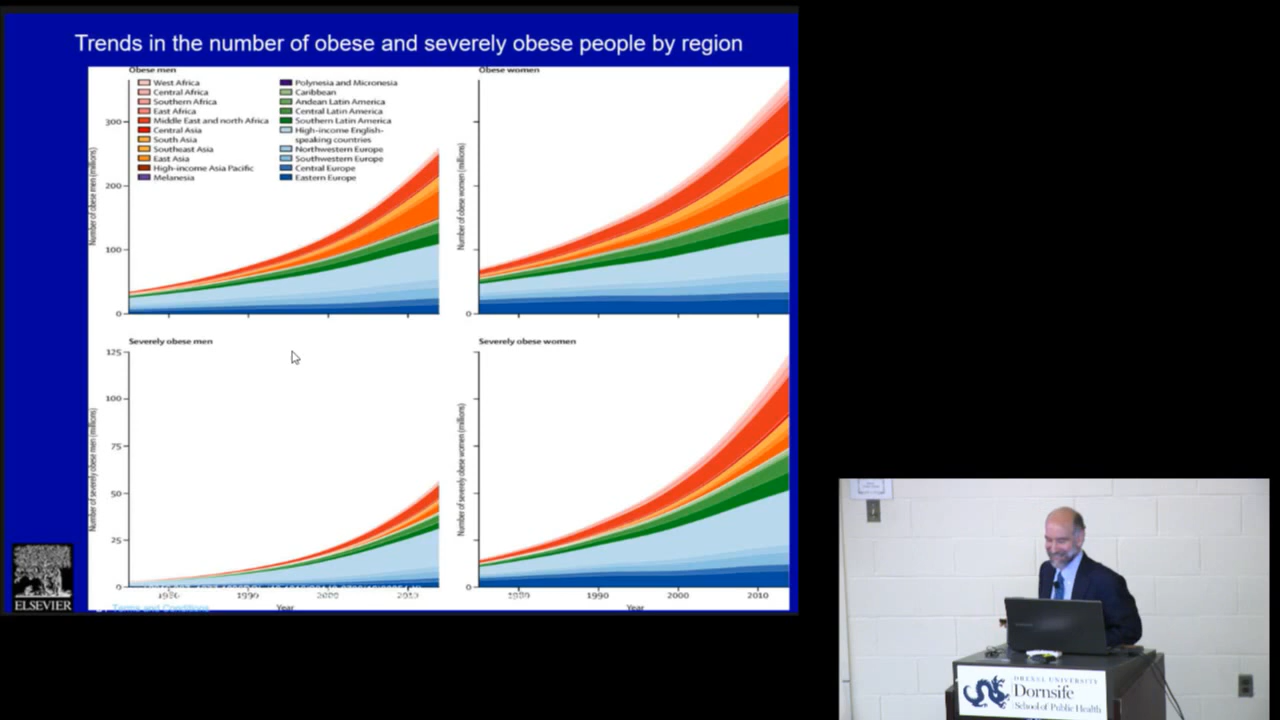 Trends in the number of obese and severely obese people by region
Obese men
Number of obese men (millions)
300
200
100
0
West Africa
Central Africa
Southern Africa
East Africa
Middle East and north Africa
Central Asia
South Asia
Southeast Asia
East Asia
High-income Asia Pacific
Melanesia
Polynesia and Micronesia
Caribbean
Andean Latin America
Central Latin America
Southern Latin America
High-income English-
speaking countries
Northwestern Europe
Southwestern Europe
Central Europe
Eastern Europe
Obese women
Number of obese women (millions)
0
Severely obese men
Number of severely obese men (millions)
125
100
75
50
25
0
1990
2000
Year
Severely obese women
Number of severely obese women (millions)
0
1990
2000
2010
Year
ELSEVIER
Terms and Conditions
DREXEL UNIVERSITY
Dornsife
School of Public Health